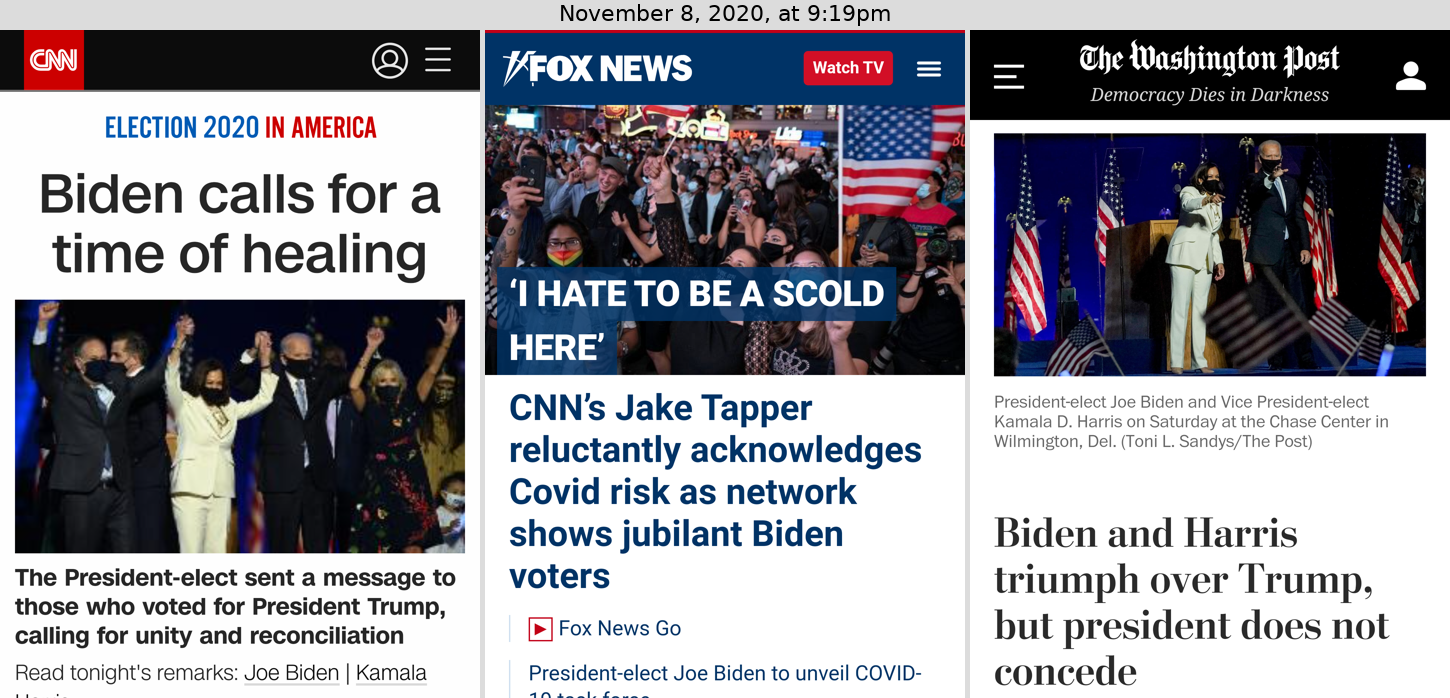 November 8, 2020, at 9:19pm
CNN
ELECTION 2020 IN AMERICA
Biden calls for a
time of healing
The President-elect sent a message to
those who voted for President Trump,
calling for unity and reconciliation
Read tonight's remarks: Joe Biden | Kamala
FOX NEWS
Watch TV
‘I HATE TO BE A SCOLD
HERE’
CNN’s Jake Tapper
reluctantly acknowledges
Covid risk as network
shows jubilant Biden
voters
Fox News Go
President-elect Joe Biden to unveil COVID-
The Washington Post
Democracy Dies in Darkness
President-elect Joe Biden and Vice President-elect
Kamala D. Harris on Saturday at the Chase Center in
Wilmington, Del. (Toni L. Sandys/The Post)
Biden and Harris
triumph over Trump,
but president does not
concede